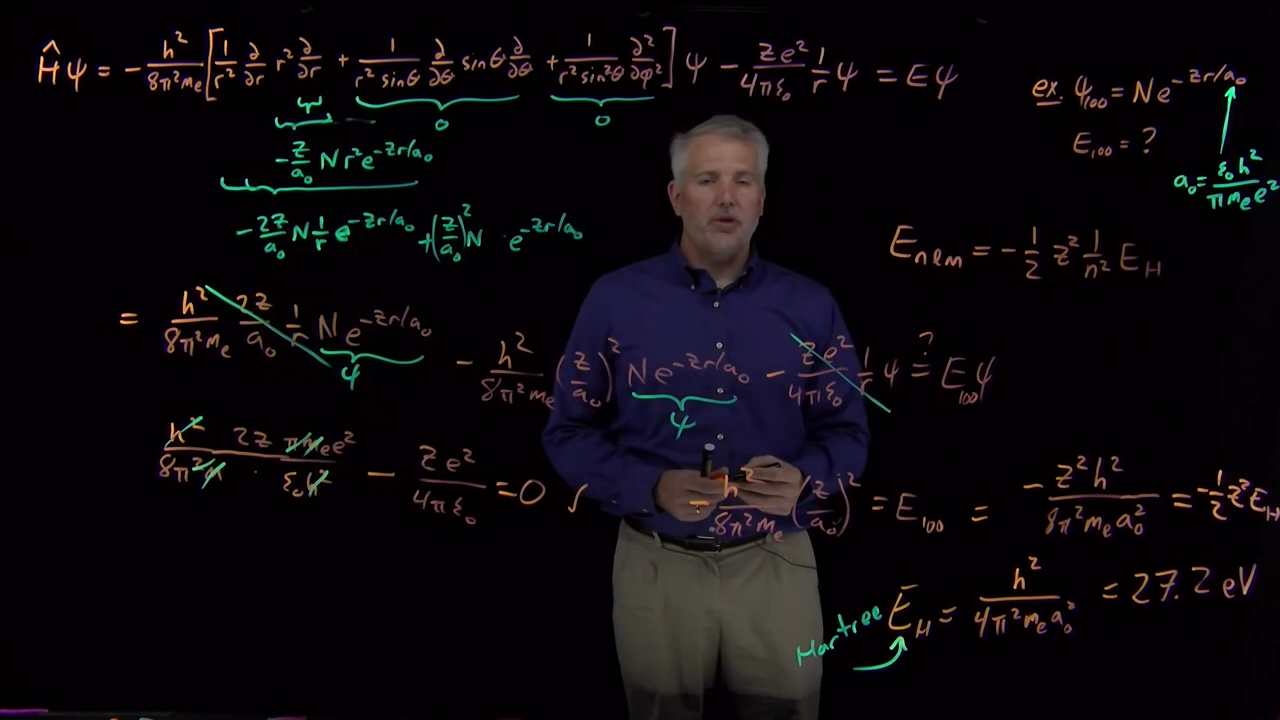 Ĥψ = -h²/8π²mₑ [1/r² ∂/∂r r² ∂/∂r + 1/r² sinθ ∂/∂θ sinθ ∂/∂θ + 1/r² sin²θ ∂²/∂φ²] ψ - Ze²/4πε₀ 1/r ψ = Eψ
ex. ψ₁₀₀ = N e^(-Zr/a₀)
E₁₀₀ = ?
a₀ = ε₀h²/πmₑe²
0
0
-Z/a₀ N r² e^(-Zr/a₀)
-2Z/a₀ N 1/r e^(-Zr/a₀) + (Z/a₀)² N e^(-Zr/a₀)
Eₙₗₘ = -1/2 Z² 1/n² E_H
= h²/8π²mₑ 2Z/a₀ 1/r N e^(-Zr/a₀) - h²/8π²mₑ (Z/a₀)² N e^(-Zr/a₀) - Ze²/4πε₀ 1/r ψ ≟ E₁₀₀ψ
ψ
ψ
h²/8π²mₑ · 2Z πmₑe²/ε₀h² - Ze²/4πε₀ = 0 ✓
-h²/8π²mₑ (Z/a₀)² = E₁₀₀ = -Z²h²/8π²mₑa₀² = -1/2 Z² E_H
Hartree E_H = h²/4π²mₑa₀² = 27.2 eV